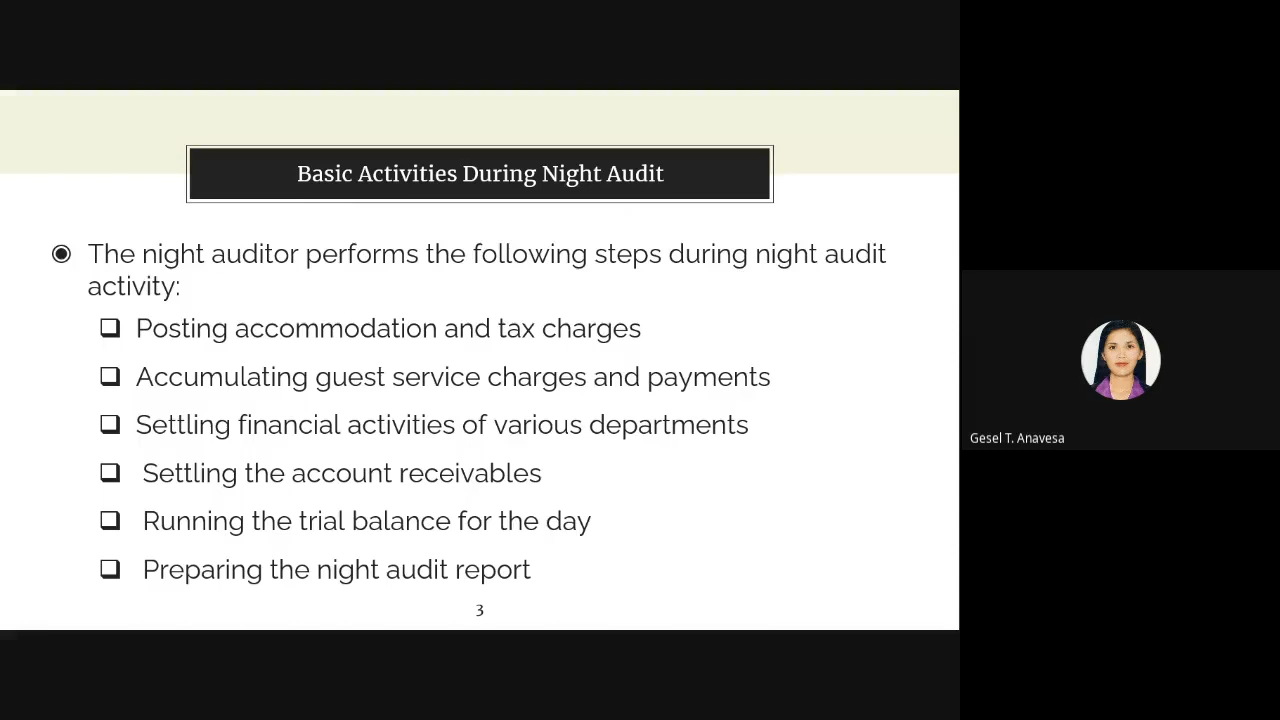 Basic Activities During Night Audit
The night auditor performs the following steps during night audit
activity:
Posting accommodation and tax charges
Accumulating guest service charges and payments
Settling financial activities of various departments
Settling the account receivables
Running the trial balance for the day
Preparing the night audit report
3
Gesel T. Anavesa